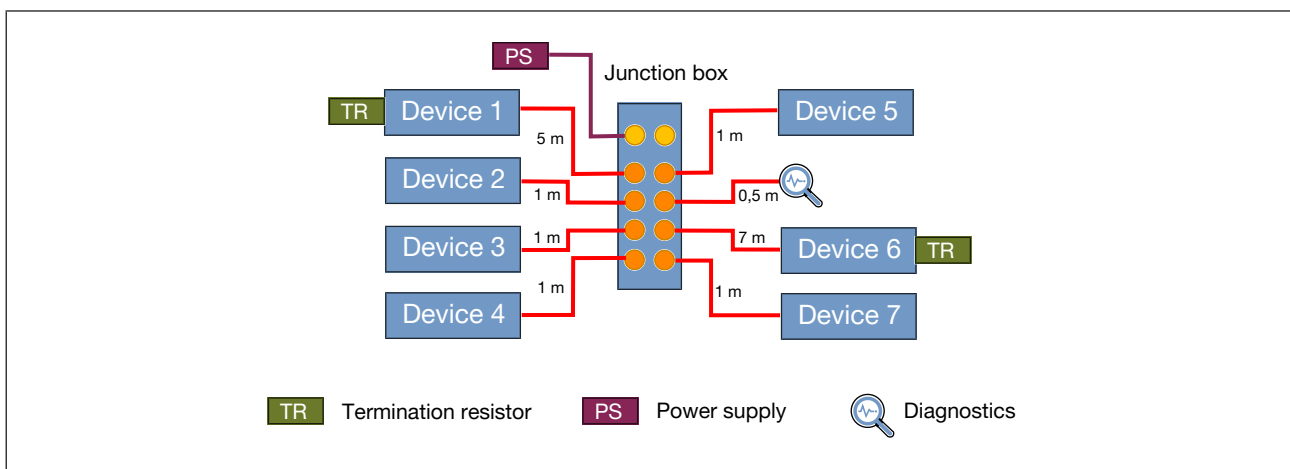 PS
Junction box
TR Device 1
5 m
Device 5
1 m
Device 2
1 m
0,5 m
Device 3
1 m
7 m
Device 6 TR
Device 4
1 m
1 m
Device 7
TR Termination resistor PS Power supply Diagnostics